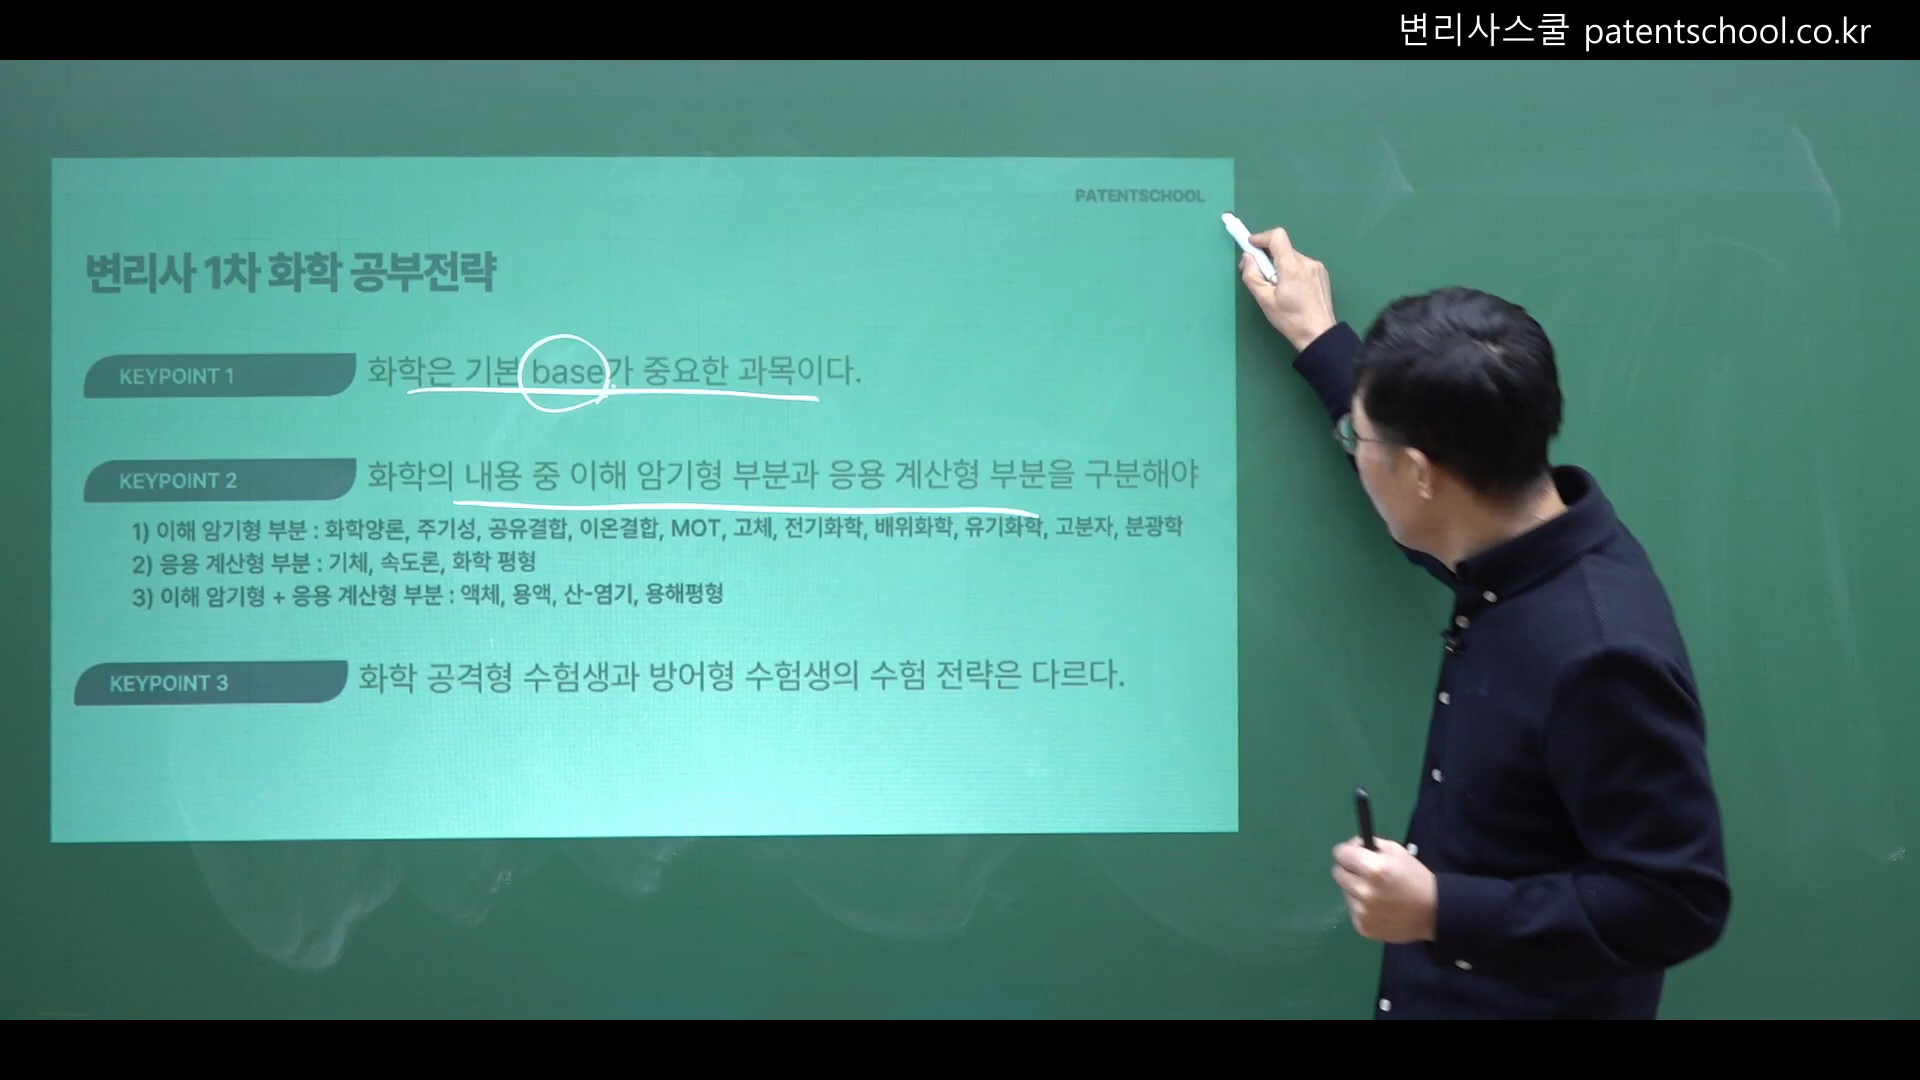 변리사스쿨 patentschool.co.kr
PATENTSCHOOL
변리사 1차 화학 공부전략
KEYPOINT 1 화학은 기본 base가 중요한 과목이다.
KEYPOINT 2 화학의 내용 중 이해 암기형 부분과 응용 계산형 부분을 구분해야
1) 이해 암기형 부분 : 화학양론, 주기성, 공유결합, 이온결합, MOT, 고체, 전기화학, 배위화학, 유기화학, 고분자, 분광학
2) 응용 계산형 부분 : 기체, 속도론, 화학 평형
3) 이해 암기형 + 응용 계산형 부분 : 액체, 용액, 산-염기, 용해평형
KEYPOINT 3 화학 공격형 수험생과 방어형 수험생의 수험 전략은 다르다.